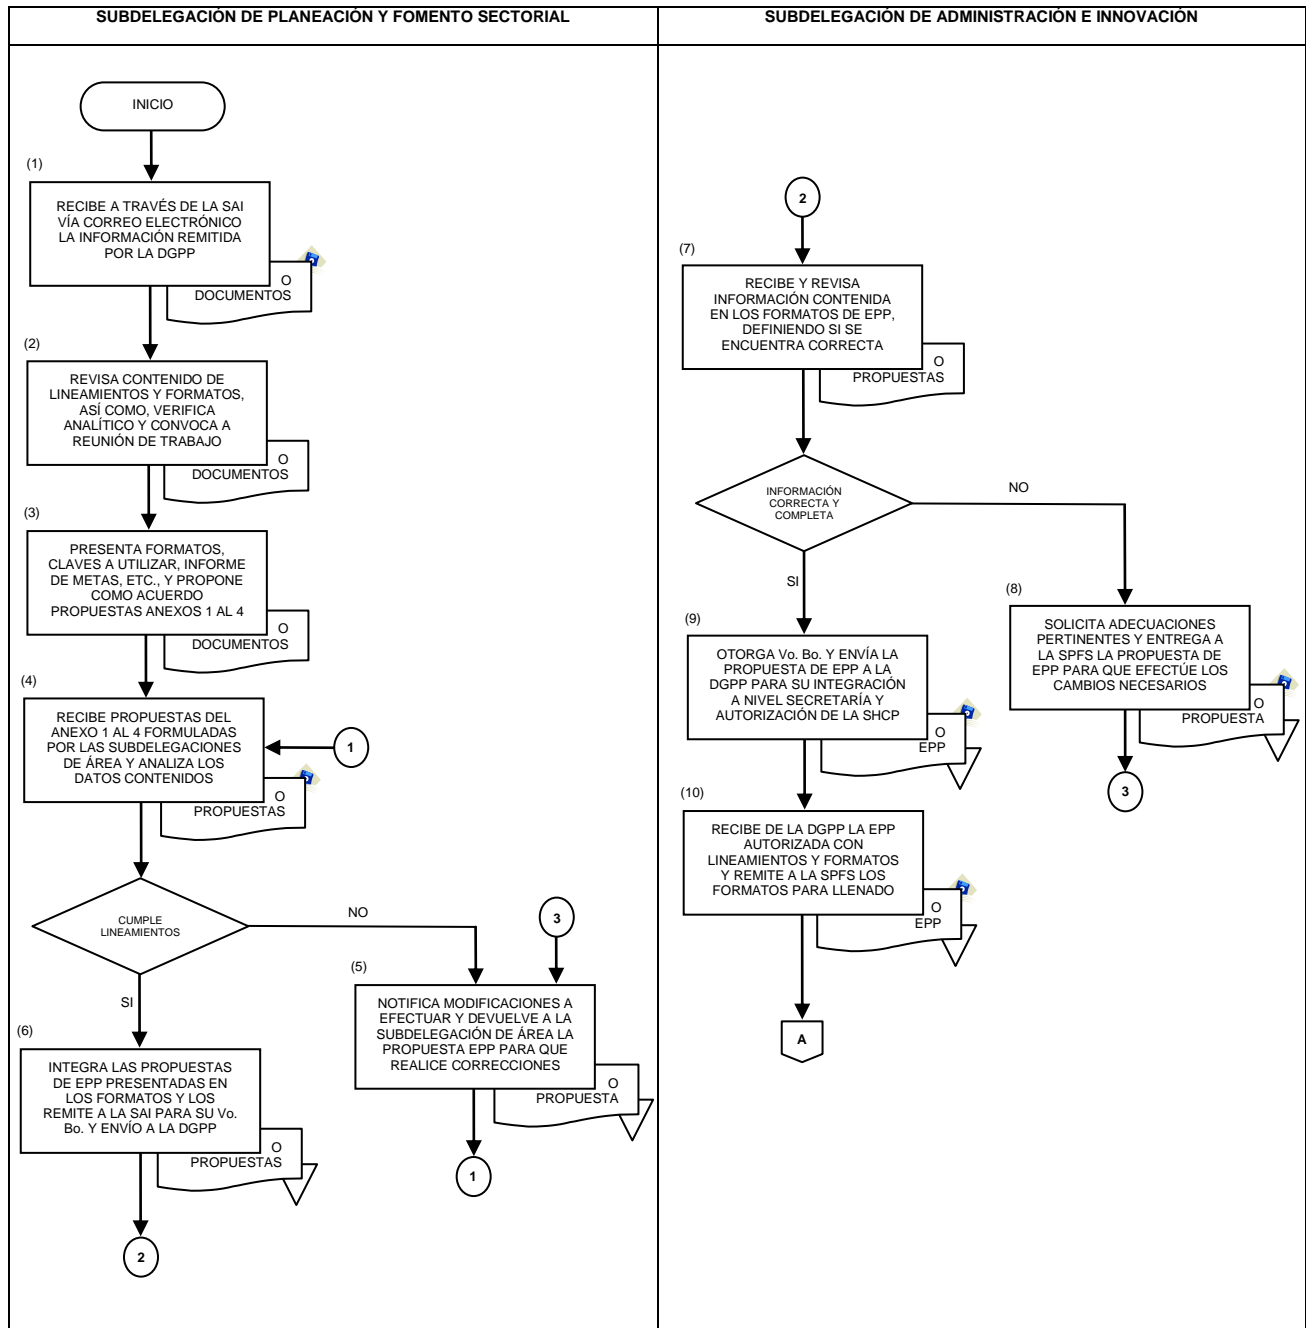 SUBDELEGACIÓN DE PLANEACIÓN Y FOMENTO SECTORIAL
SUBDELEGACIÓN DE ADMINISTRACIÓN E INNOVACIÓN
INICIO
(1)
RECIBE A TRAVÉS DE LA SAI
VÍA CORREO ELECTRÓNICO
LA INFORMACIÓN REMITIDA
POR LA DGPP
O
DOCUMENTOS
(2)
REVISA CONTENIDO DE
LINEAMIENTOS Y FORMATOS,
ASÍ COMO, VERIFICA
ANALÍTICO Y CONVOCA A
REUNIÓN DE TRABAJO
O
DOCUMENTOS
(3)
PRESENTA FORMATOS,
CLAVES A UTILIZAR, INFORME
DE METAS, ETC., Y PROPONE
COMO ACUERDO
PROPUESTAS ANEXOS 1 AL 4
O
DOCUMENTOS
(4)
RECIBE PROPUESTAS DEL
ANEXO 1 AL 4 FORMULADAS
POR LAS SUBDELEGACIONES
DE ÁREA Y ANALIZA LOS
DATOS CONTENIDOS
1
O
PROPUESTAS
CUMPLE
LINEAMIENTOS
NO
3
SI
(5)
NOTIFICA MODIFICACIONES A
EFECTUAR Y DEVUELVE A LA
SUBDELEGACIÓN DE ÁREA LA
PROPUESTA EPP PARA QUE
REALICE CORRECCIONES
O
PROPUESTA
1
(6)
INTEGRA LAS PROPUESTAS
DE EPP PRESENTADAS EN
LOS FORMATOS Y LOS
REMITE A LA SAI PARA SU Vo.
Bo. Y ENVÍO A LA DGPP
O
PROPUESTAS
2
2
(7)
RECIBE Y REVISA
INFORMACIÓN CONTENIDA
EN LOS FORMATOS DE EPP,
DEFINIENDO SI SE
ENCUENTRA CORRECTA
O
PROPUESTAS
INFORMACIÓN
CORRECTA Y
COMPLETA
NO
SI
(8)
SOLICITA ADECUACIONES
PERTINENTES Y ENTREGA A
LA SPFS LA PROPUESTA DE
EPP PARA QUE EFECTÚE LOS
CAMBIOS NECESARIOS
O
PROPUESTA
3
(9)
OTORGA Vo. Bo. Y ENVÍA LA
PROPUESTA DE EPP A LA
DGPP PARA SU INTEGRACIÓN
A NIVEL SECRETARÍA Y
AUTORIZACIÓN DE LA SHCP
O
EPP
(10)
RECIBE DE LA DGPP LA EPP
AUTORIZADA CON
LINEAMIENTOS Y FORMATOS
Y REMITE A LA SPFS LOS
FORMATOS PARA LLENADO
O
EPP
A